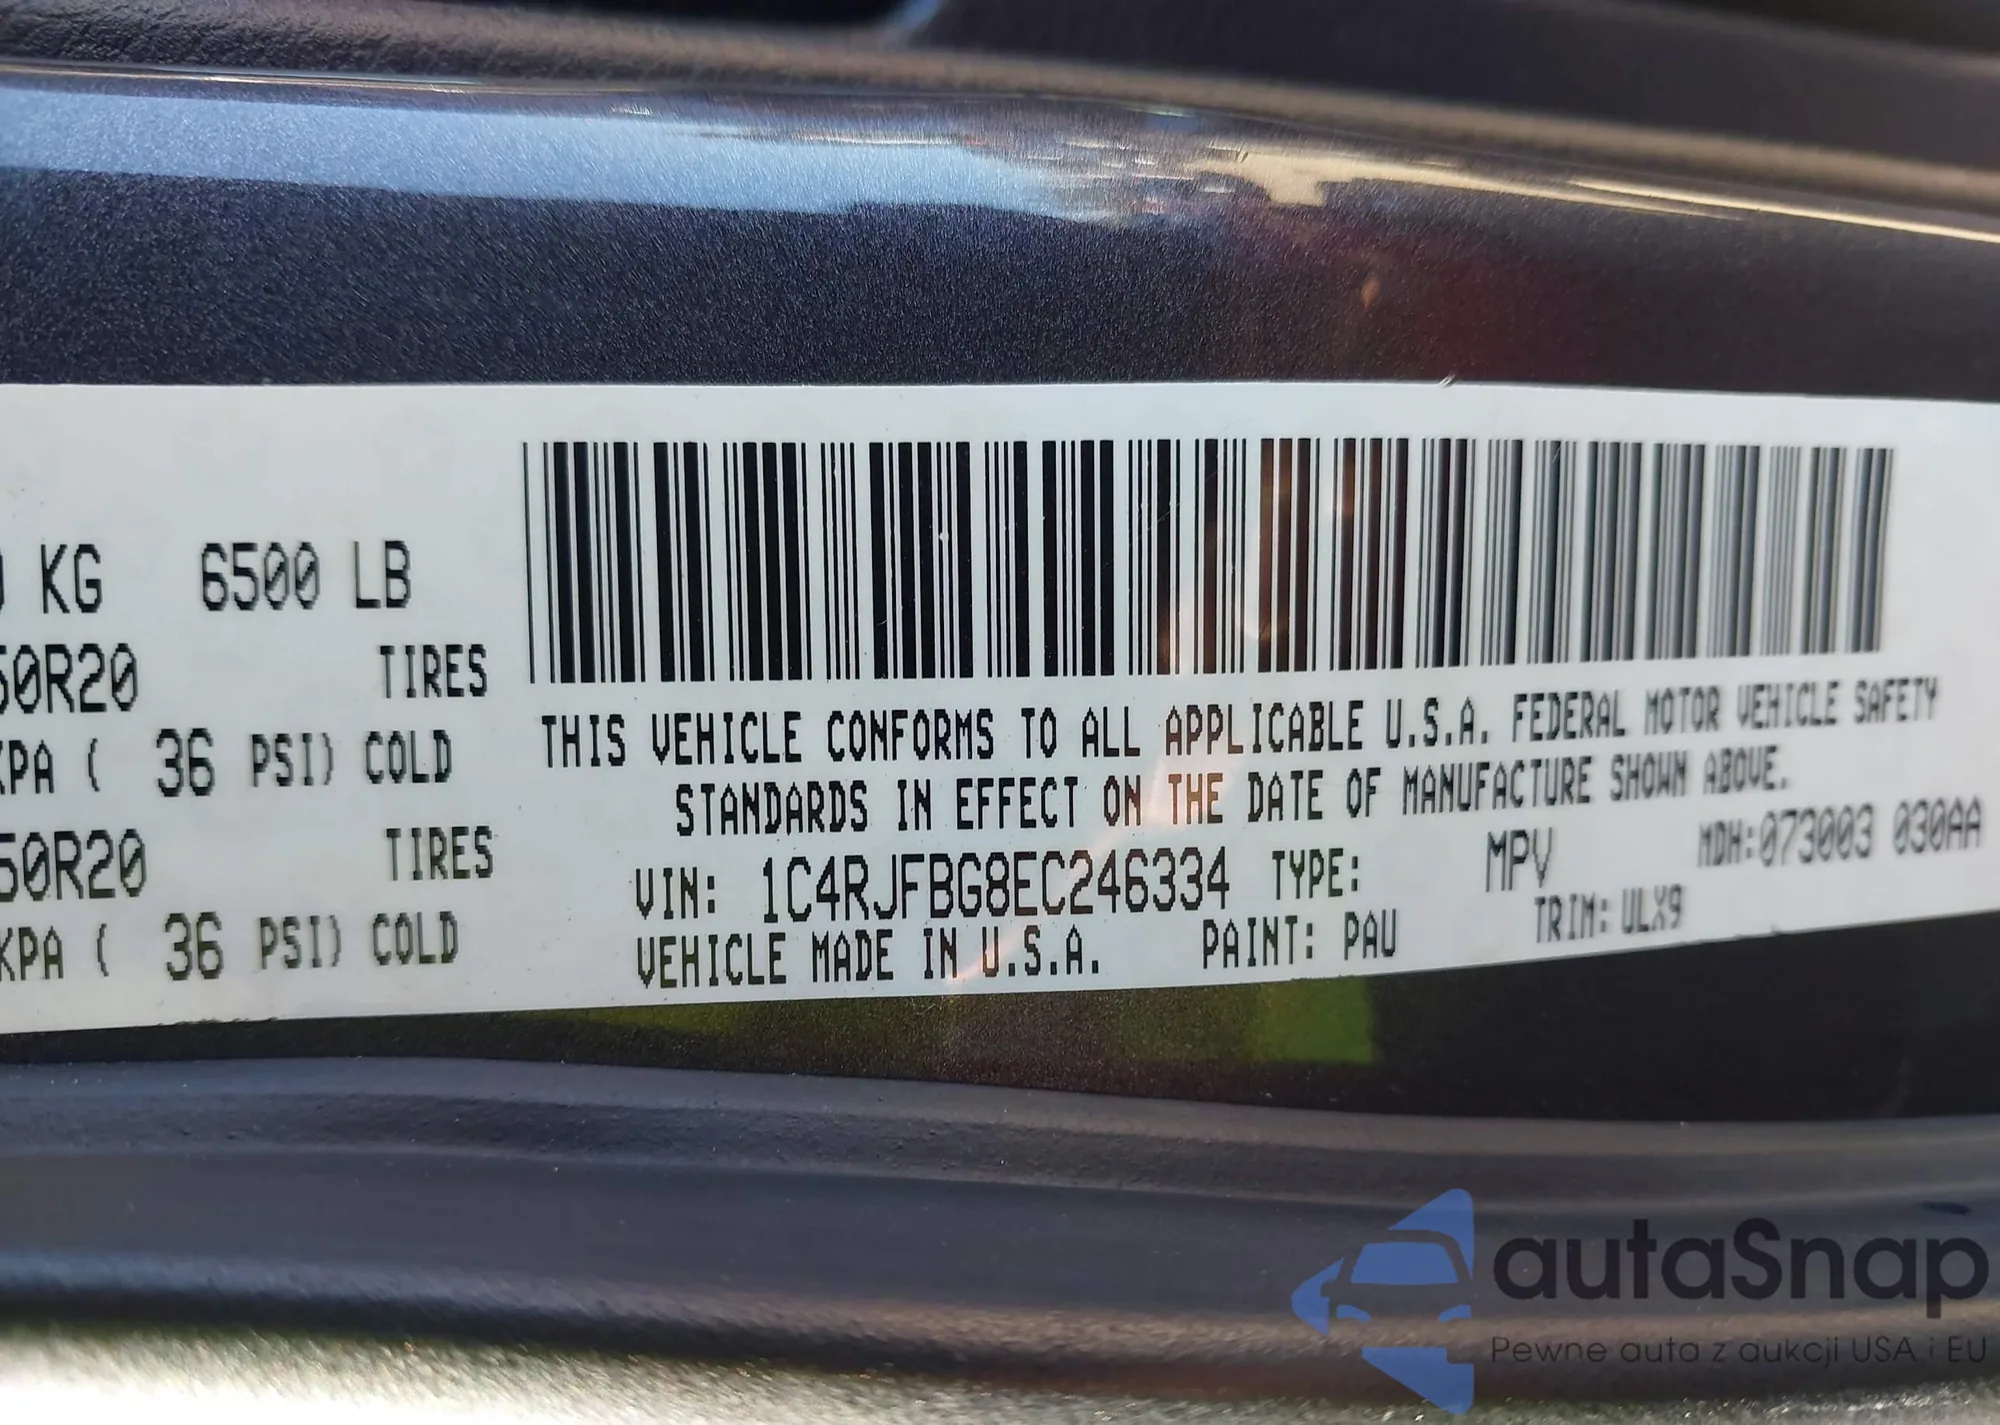 KG 6500 LB
50R20 TIRES
KPA ( 36 PSI) COLD
50R20 TIRES
KPA ( 36 PSI) COLD
THIS VEHICLE CONFORMS TO ALL APPLICABLE U.S.A. FEDERAL MOTOR VEHICLE SAFETY
STANDARDS IN EFFECT ON THE DATE OF MANUFACTURE SHOWN ABOVE.
VIN: 1C4RJFBG8EC246334 TYPE: MPV MDH:073003 030AA
VEHICLE MADE IN U.S.A. PAINT: PAU TRIM: ULX9
autaSnap
Pewne auta z aukcji USA i EU